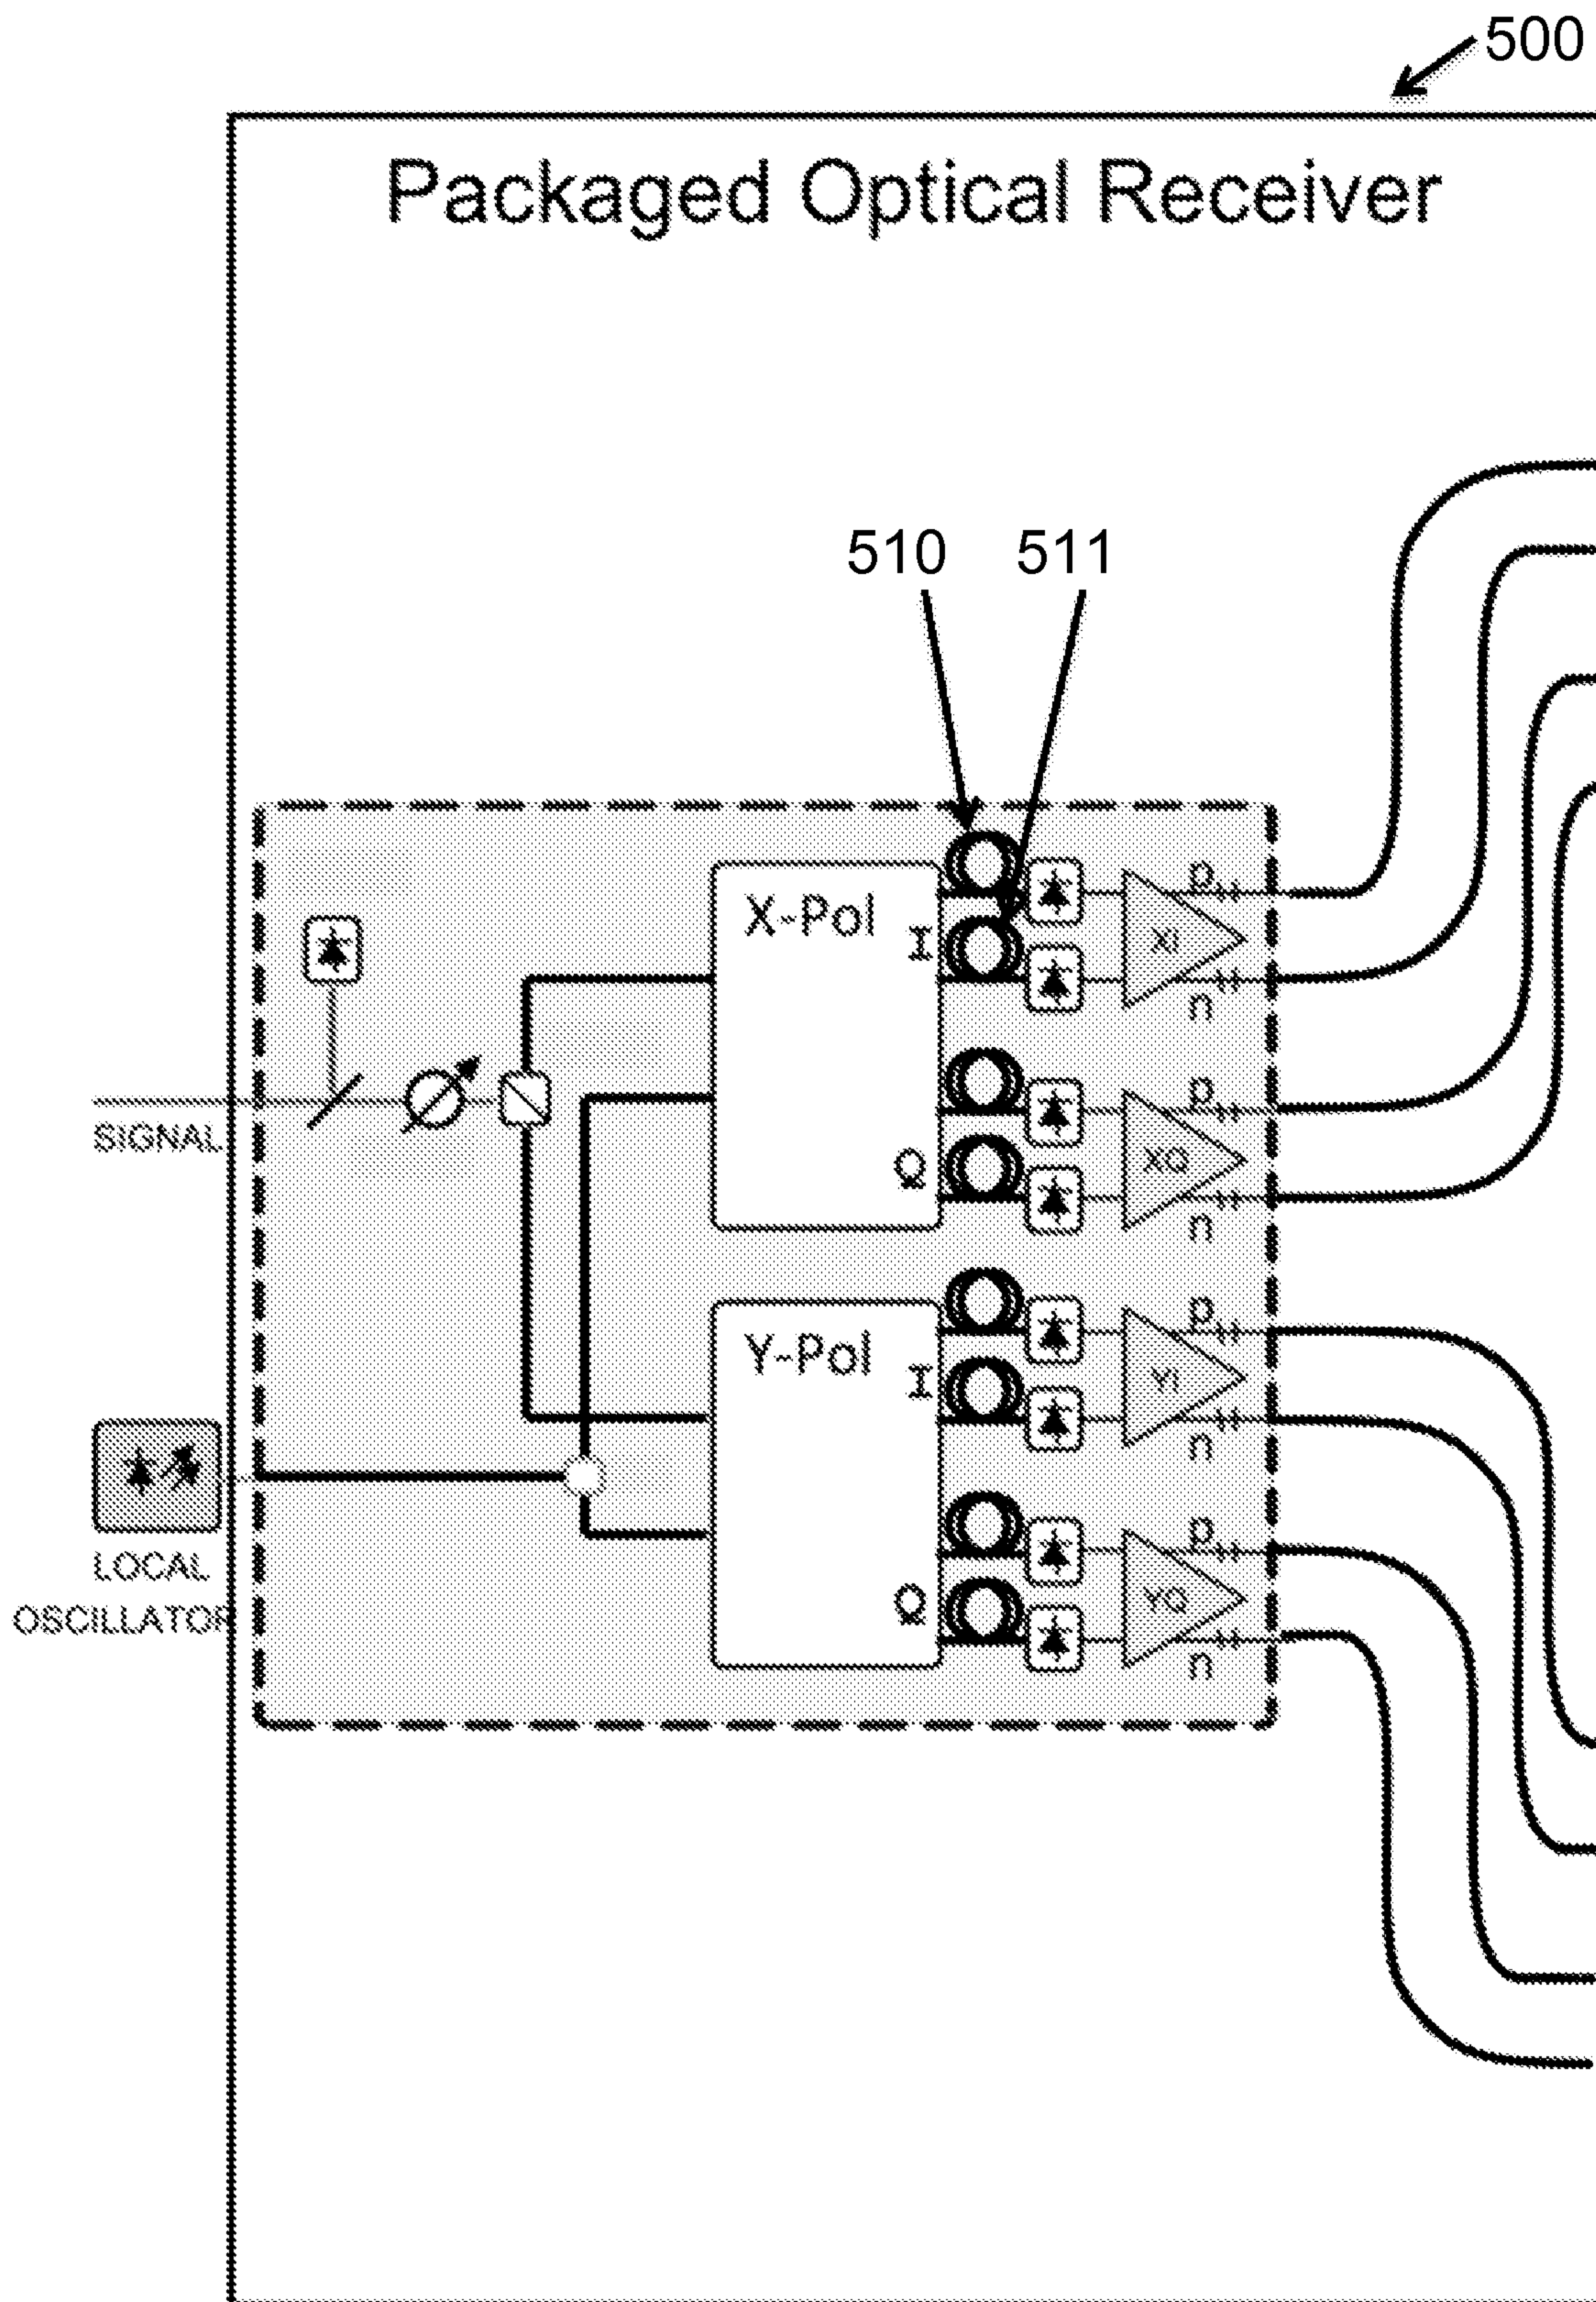 500
Packaged Optical Receiver
510 511
X-Pol
I
p
XI
n
SIGNAL
p
Q
XQ
n
Y-Pol
I
p
YI
n
LOCAL
OSCILLATOR
p
Q
YQ
n